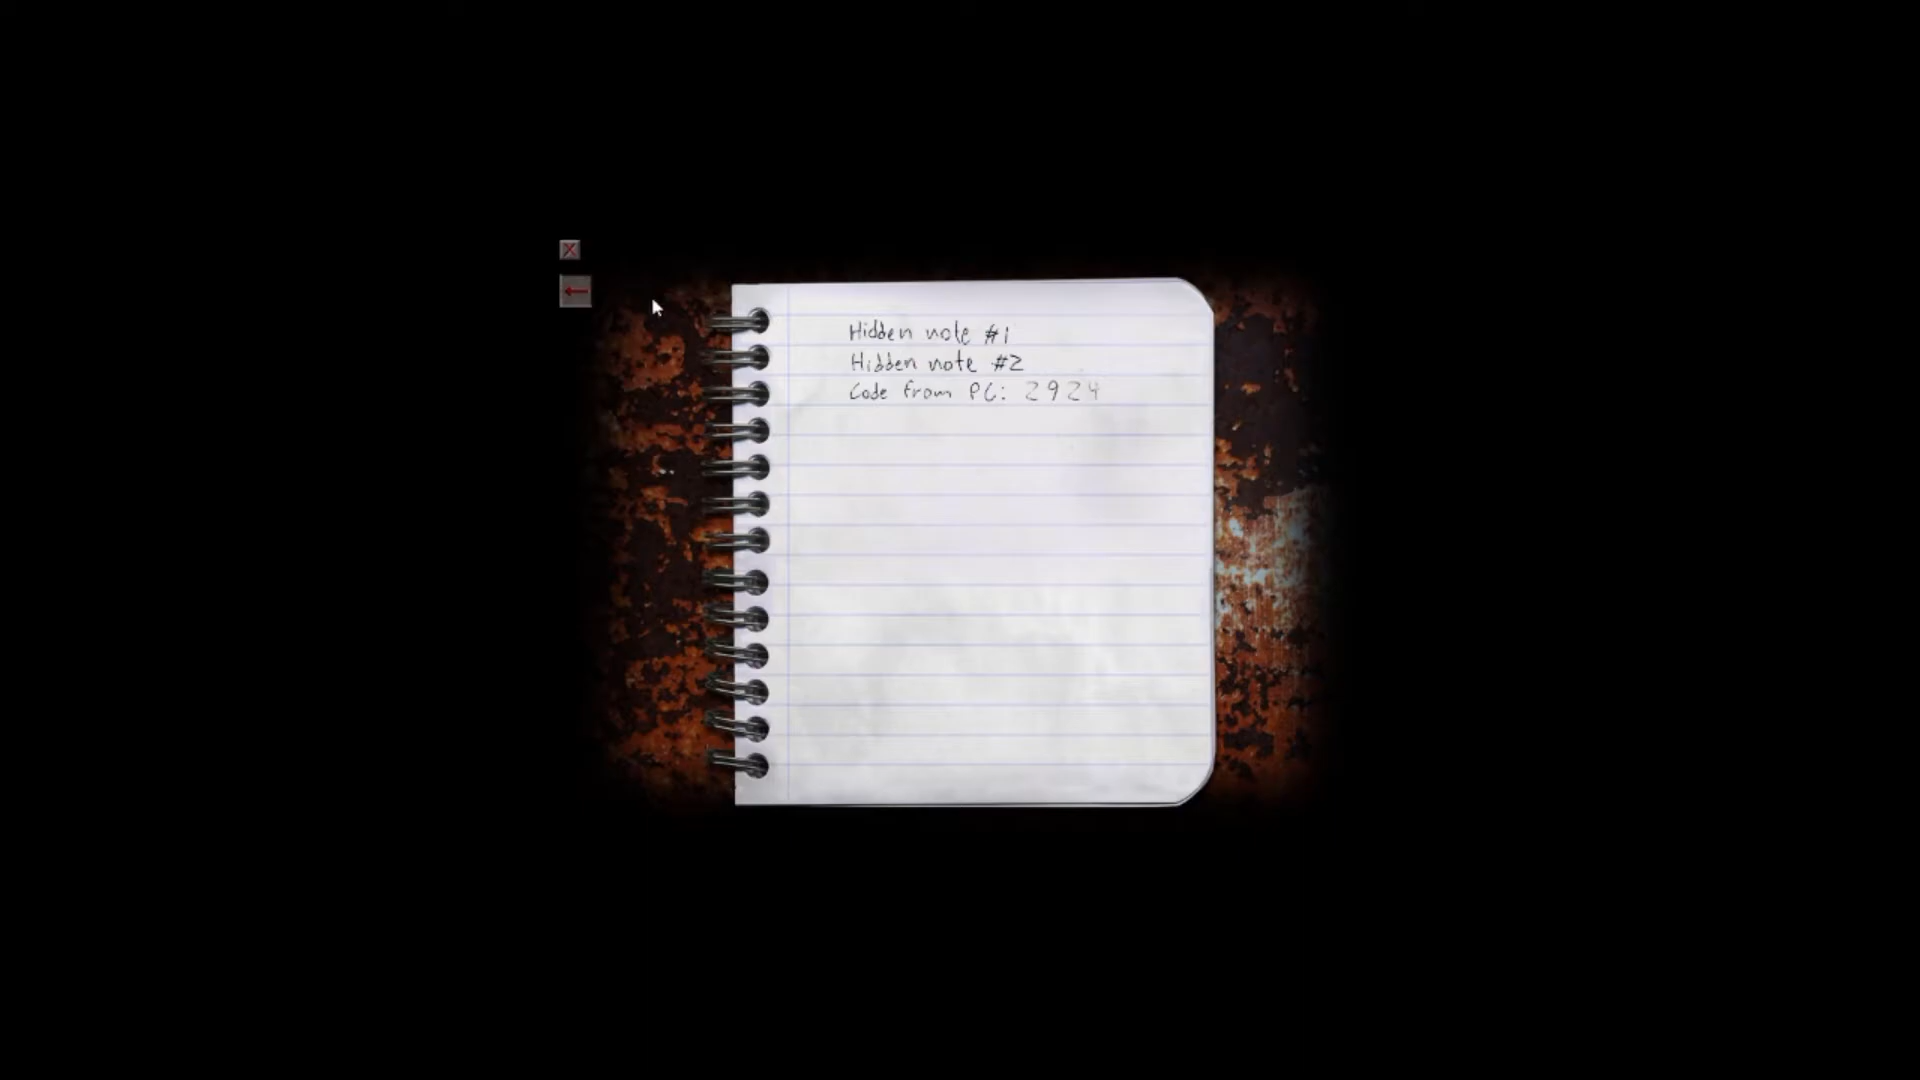 Hidden note #1
Hidden note #2
Code from PC: 2924